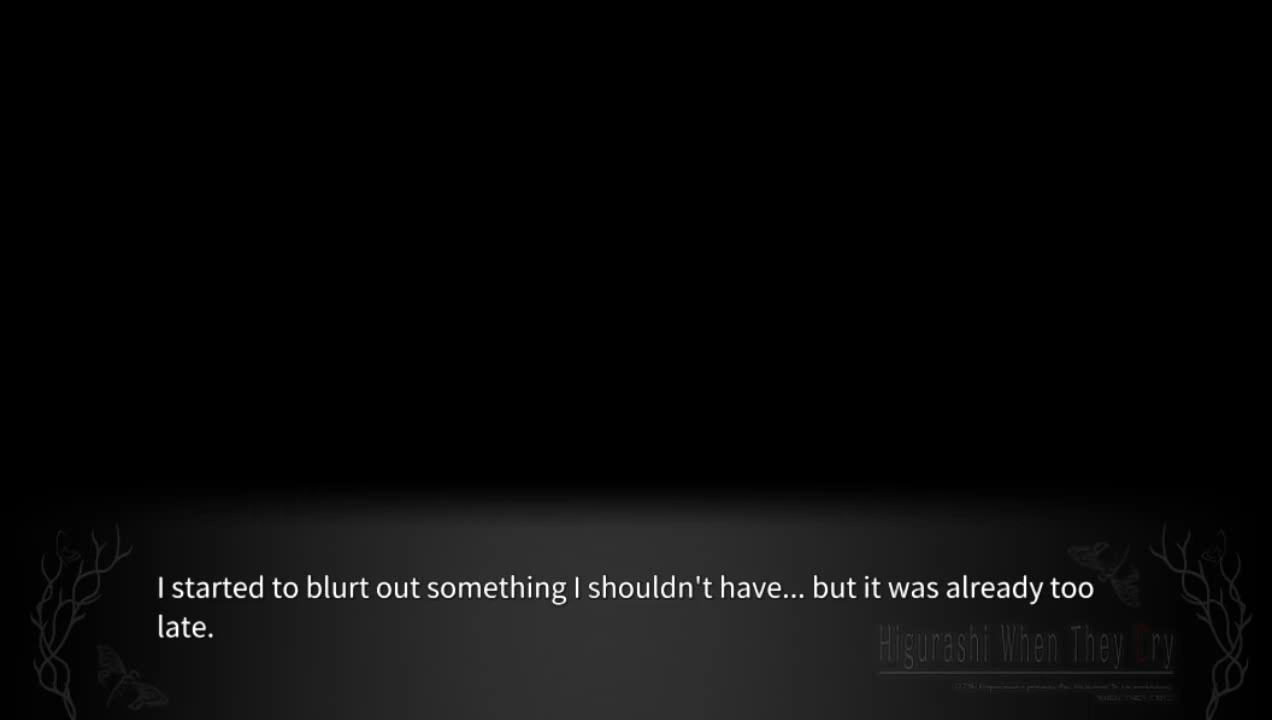 I started to blurt out something I shouldn't have... but it was already too
late.
Higurashi When They Cry